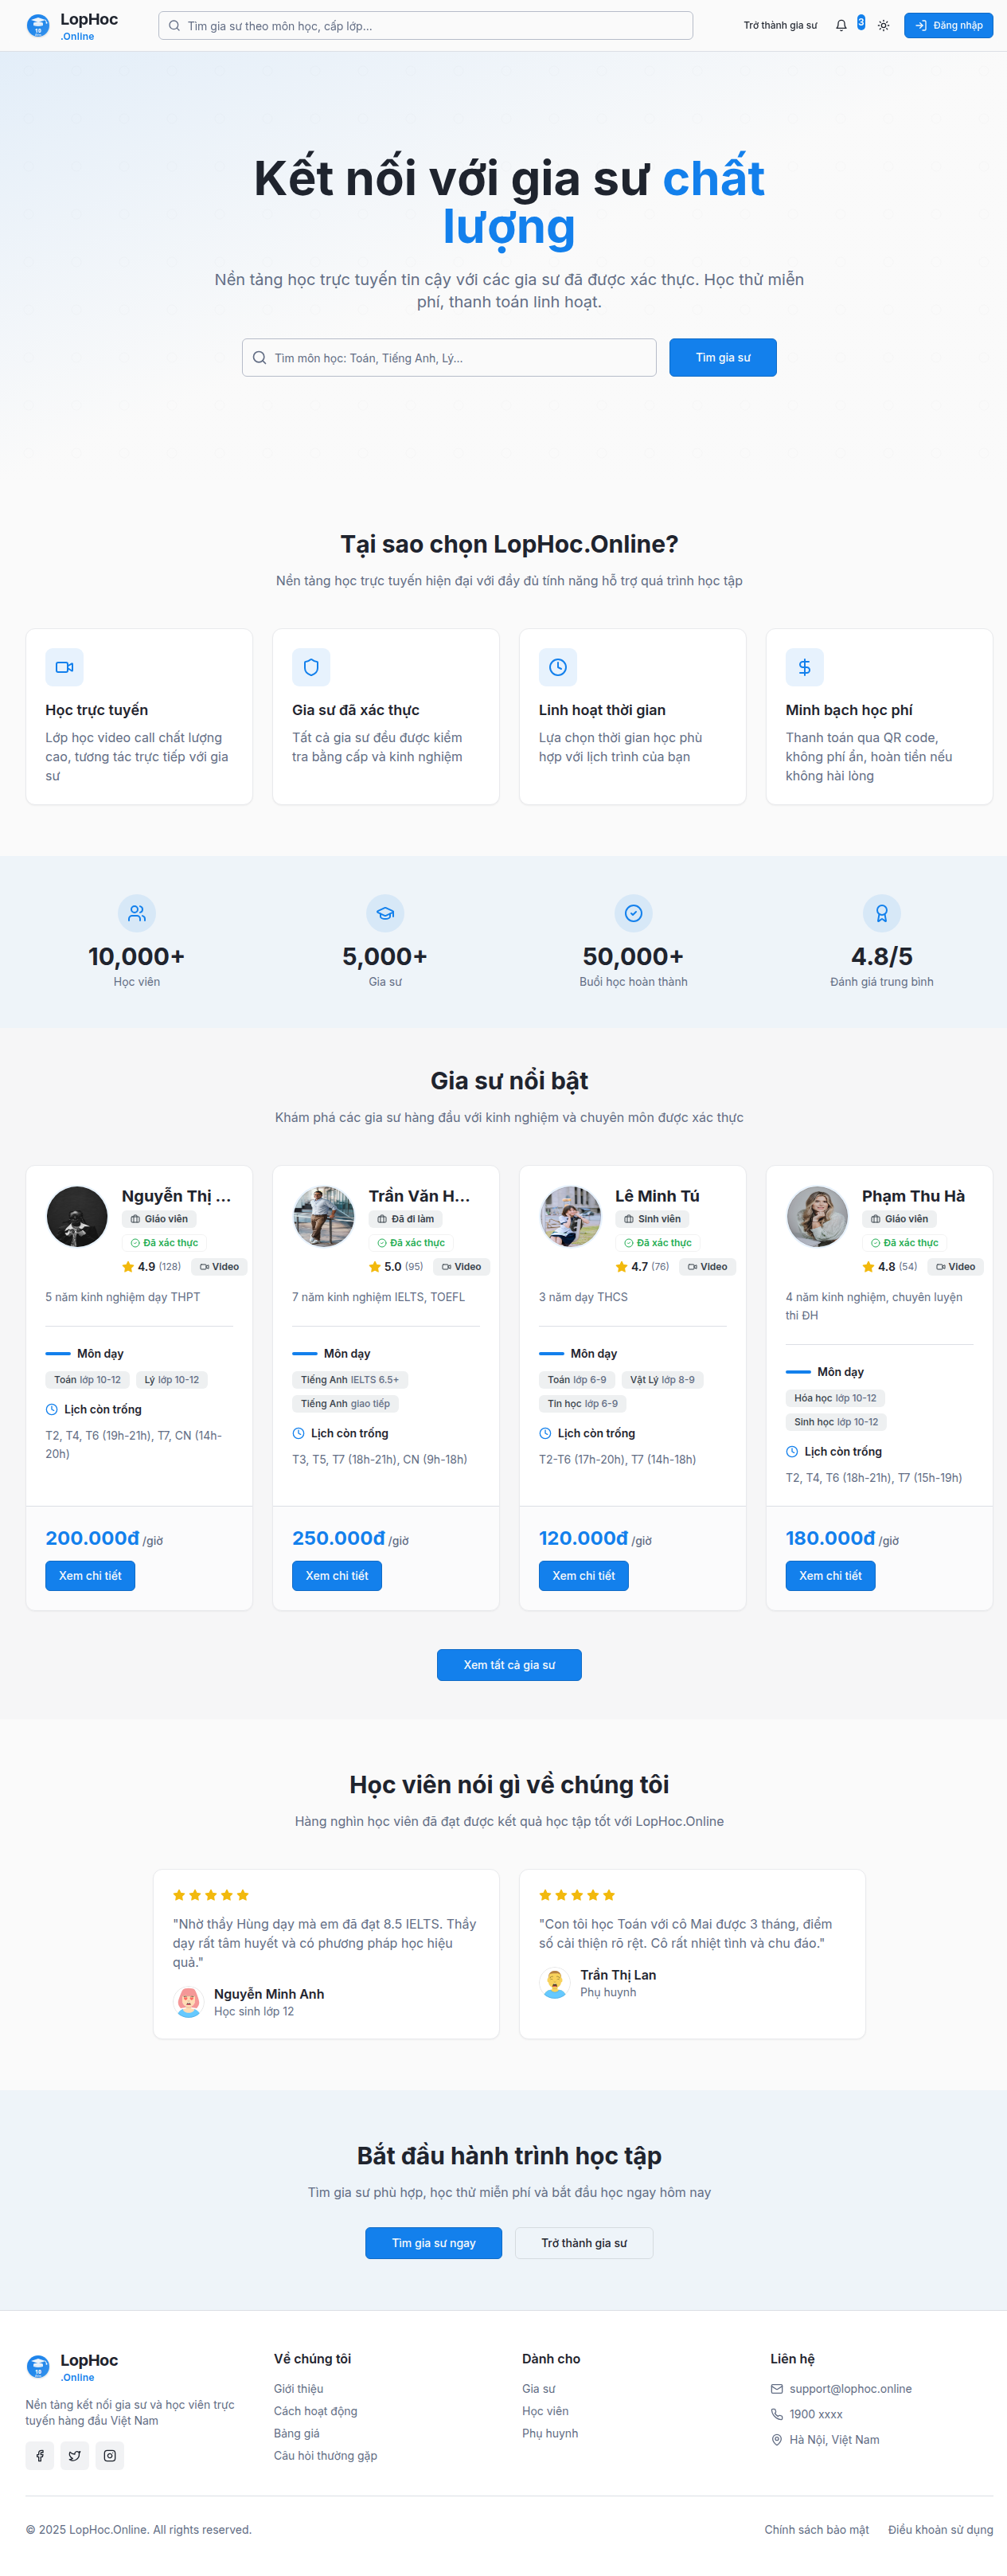 LopHoc
.Online
Tìm gia sư theo môn học, cấp lớp...
Trở thành gia sư
3
Đăng nhập
Kết nối với gia sư chất
lượng
Nền tảng học trực tuyến tin cậy với các gia sư đã được xác thực. Học thử miễn
phí, thanh toán linh hoạt.
Tìm môn học: Toán, Tiếng Anh, Lý...
Tìm gia sư
Tại sao chọn LopHoc.Online?
Nền tảng học trực tuyến hiện đại với đầy đủ tính năng hỗ trợ quá trình học tập
Học trực tuyến
Lớp học video call chất lượng
cao, tương tác trực tiếp với gia
sư
Gia sư đã xác thực
Tất cả gia sư đều được kiểm
tra bằng cấp và kinh nghiệm
Linh hoạt thời gian
Lựa chọn thời gian học phù
hợp với lịch trình của bạn
Minh bạch học phí
Thanh toán qua QR code,
không phí ẩn, hoàn tiền nếu
không hài lòng
10,000+
Học viên
5,000+
Gia sư
50,000+
Buổi học hoàn thành
4.8/5
Đánh giá trung bình
Gia sư nổi bật
Khám phá các gia sư hàng đầu với kinh nghiệm và chuyên môn được xác thực
Nguyễn Thị ...
Giáo viên
Đã xác thực
4.9 (128) Video
5 năm kinh nghiệm dạy THPT
Môn dạy
Toán lớp 10-12 Lý lớp 10-12
Lịch còn trống
T2, T4, T6 (19h-21h), T7, CN (14h-
20h)
200.000đ /giờ
Xem chi tiết
Trần Văn H...
Đã đi làm
Đã xác thực
5.0 (95) Video
7 năm kinh nghiệm IELTS, TOEFL
Môn dạy
Tiếng Anh IELTS 6.5+
Tiếng Anh giao tiếp
Lịch còn trống
T3, T5, T7 (18h-21h), CN (9h-18h)
250.000đ /giờ
Xem chi tiết
Lê Minh Tú
Sinh viên
Đã xác thực
4.7 (76) Video
3 năm dạy THCS
Môn dạy
Toán lớp 6-9 Vật Lý lớp 8-9
Tin học lớp 6-9
Lịch còn trống
T2-T6 (17h-20h), T7 (14h-18h)
120.000đ /giờ
Xem chi tiết
Phạm Thu Hà
Giáo viên
Đã xác thực
4.8 (54) Video
4 năm kinh nghiệm, chuyên luyện
thi ĐH
Môn dạy
Hóa học lớp 10-12
Sinh học lớp 10-12
Lịch còn trống
T2, T4, T6 (18h-21h), T7 (15h-19h)
180.000đ /giờ
Xem chi tiết
Xem tất cả gia sư
Học viên nói gì về chúng tôi
Hàng nghìn học viên đã đạt được kết quả học tập tốt với LopHoc.Online
"Nhờ thầy Hùng dạy mà em đã đạt 8.5 IELTS. Thầy
dạy rất tâm huyết và có phương pháp học hiệu
quả."
Nguyễn Minh Anh
Học sinh lớp 12
"Con tôi học Toán với cô Mai được 3 tháng, điểm
số cải thiện rõ rệt. Cô rất nhiệt tình và chu đáo."
Trần Thị Lan
Phụ huynh
Bắt đầu hành trình học tập
Tìm gia sư phù hợp, học thử miễn phí và bắt đầu học ngay hôm nay
Tìm gia sư ngay
Trở thành gia sư
LopHoc
.Online
Nền tảng kết nối gia sư và học viên trực
tuyến hàng đầu Việt Nam
Về chúng tôi
Giới thiệu
Cách hoạt động
Bảng giá
Câu hỏi thường gặp
Dành cho
Gia sư
Học viên
Phụ huynh
Liên hệ
support@lophoc.online
1900 xxxx
Hà Nội, Việt Nam
© 2025 LopHoc.Online. All rights reserved.
Chính sách bảo mật
Điều khoản sử dụng